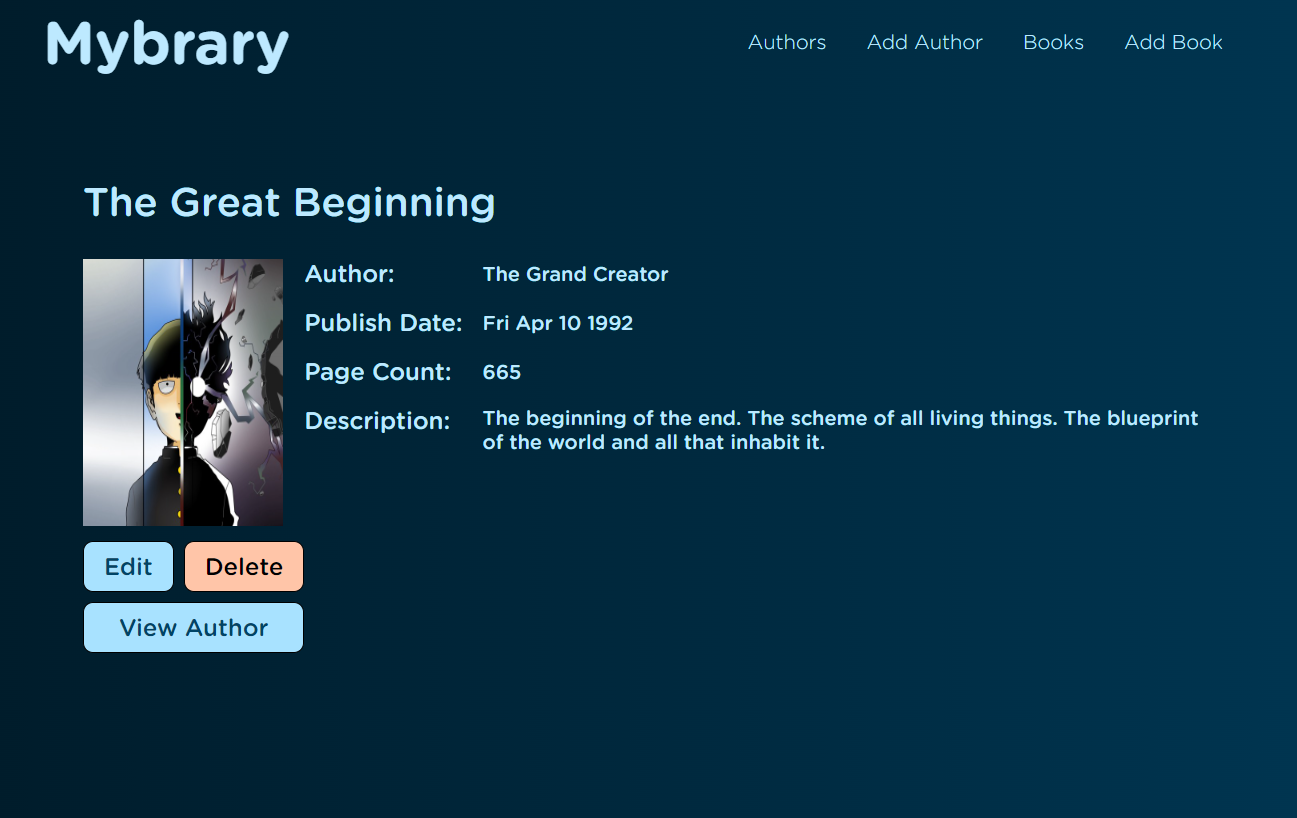 Mybrary
Authors Add Author Books Add Book
The Great Beginning
Author: The Grand Creator
Publish Date: Fri Apr 10 1992
Page Count: 665
Description: The beginning of the end. The scheme of all living things. The blueprint
of the world and all that inhabit it.
Edit Delete
View Author